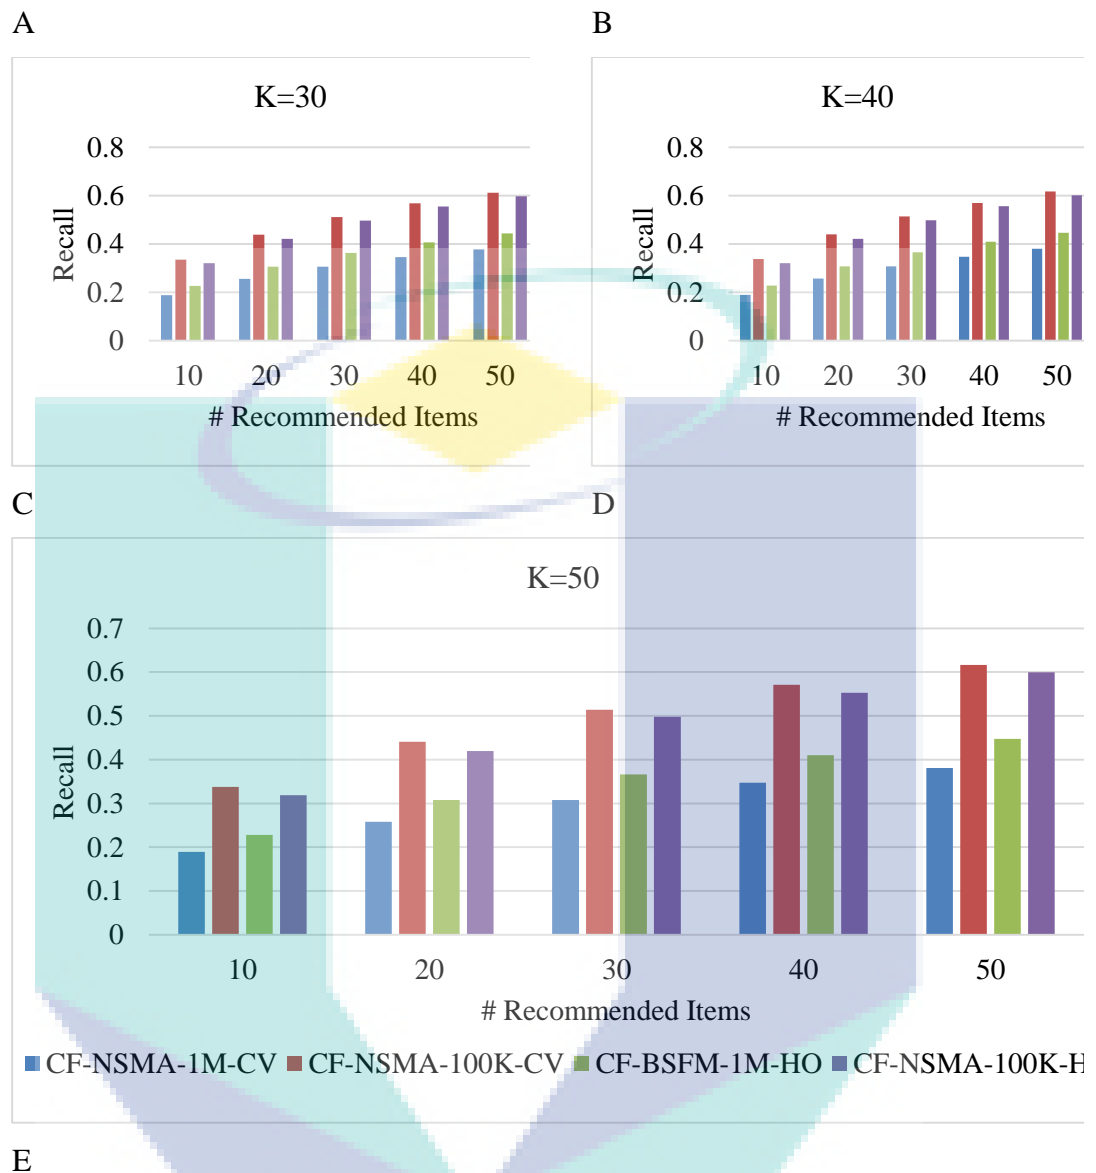 A
B
K=30
0.8
0.6
0.4
0.2
0
Recall
10 20 30 40 50
# Recommended Items
K=40
0.8
0.6
0.4
0.2
0
Recall
10 20 30 40 50
# Recommended Items
C
D
K=50
0.7
0.6
0.5
0.4
0.3
0.2
0.1
0
Recall
10 20 30 40 50
# Recommended Items
CF-NSMA-1M-CV CF-NSMA-100K-CV CF-BSFM-1M-HO CF-NSMA-100K-H
E